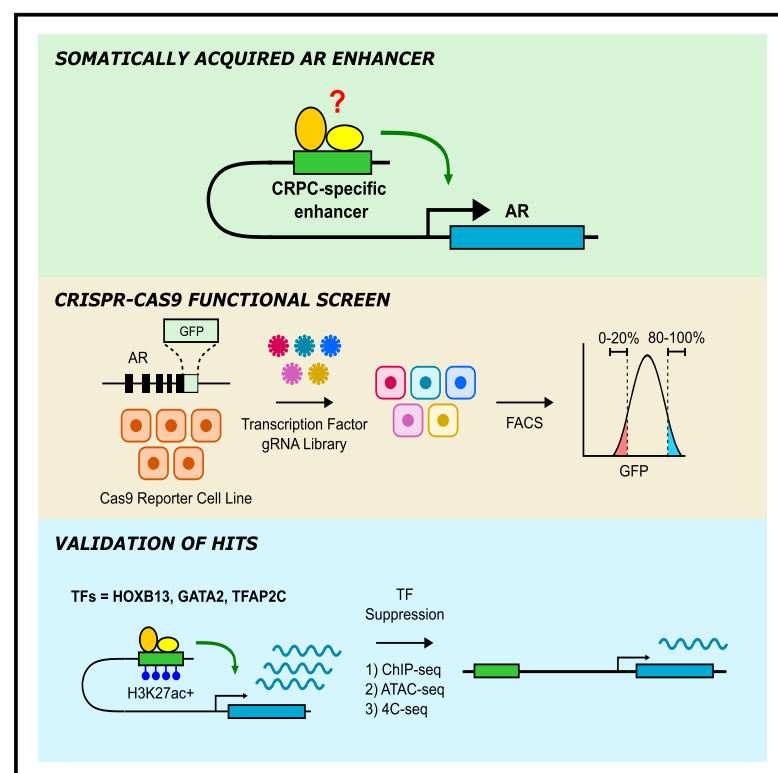 SOMATICALLY ACQUIRED AR ENHANCER
?
CRPC-specific
enhancer
AR
CRISPR-CAS9 FUNCTIONAL SCREEN
GFP
AR
Cas9 Reporter Cell Line
Transcription Factor
gRNA Library
FACS
0-20% 80-100%
GFP
VALIDATION OF HITS
TFs = HOXB13, GATA2, TFAP2C
H3K27ac+
TF
Suppression
1) ChIP-seq
2) ATAC-seq
3) 4C-seq